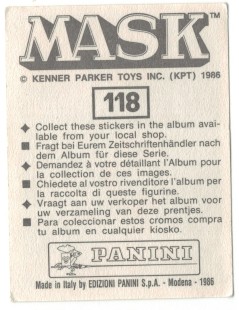 MASK™
© KENNER PARKER TOYS INC. (KPT) 1986
118
◆ Collect these stickers in the album avai-
lable from your local shop.
■ Fragt bei Eurem Zeitschriftenhändler nach
dem Album für diese Serie.
◆ Demandez à votre détaillant l'Album pour
la collection de ces images.
■ Chiedete al vostro rivenditore l'album per
la raccolta di queste figurine.
◆ Vraagt aan uw verkoper het album voor
uw verzameling van deze prentjes.
■ Para coleccionar estos cromos compra
tu album en cualquier kiosko.
PANINI
Made in Italy by EDIZIONI PANINI S.p.A. - Modena - 1986